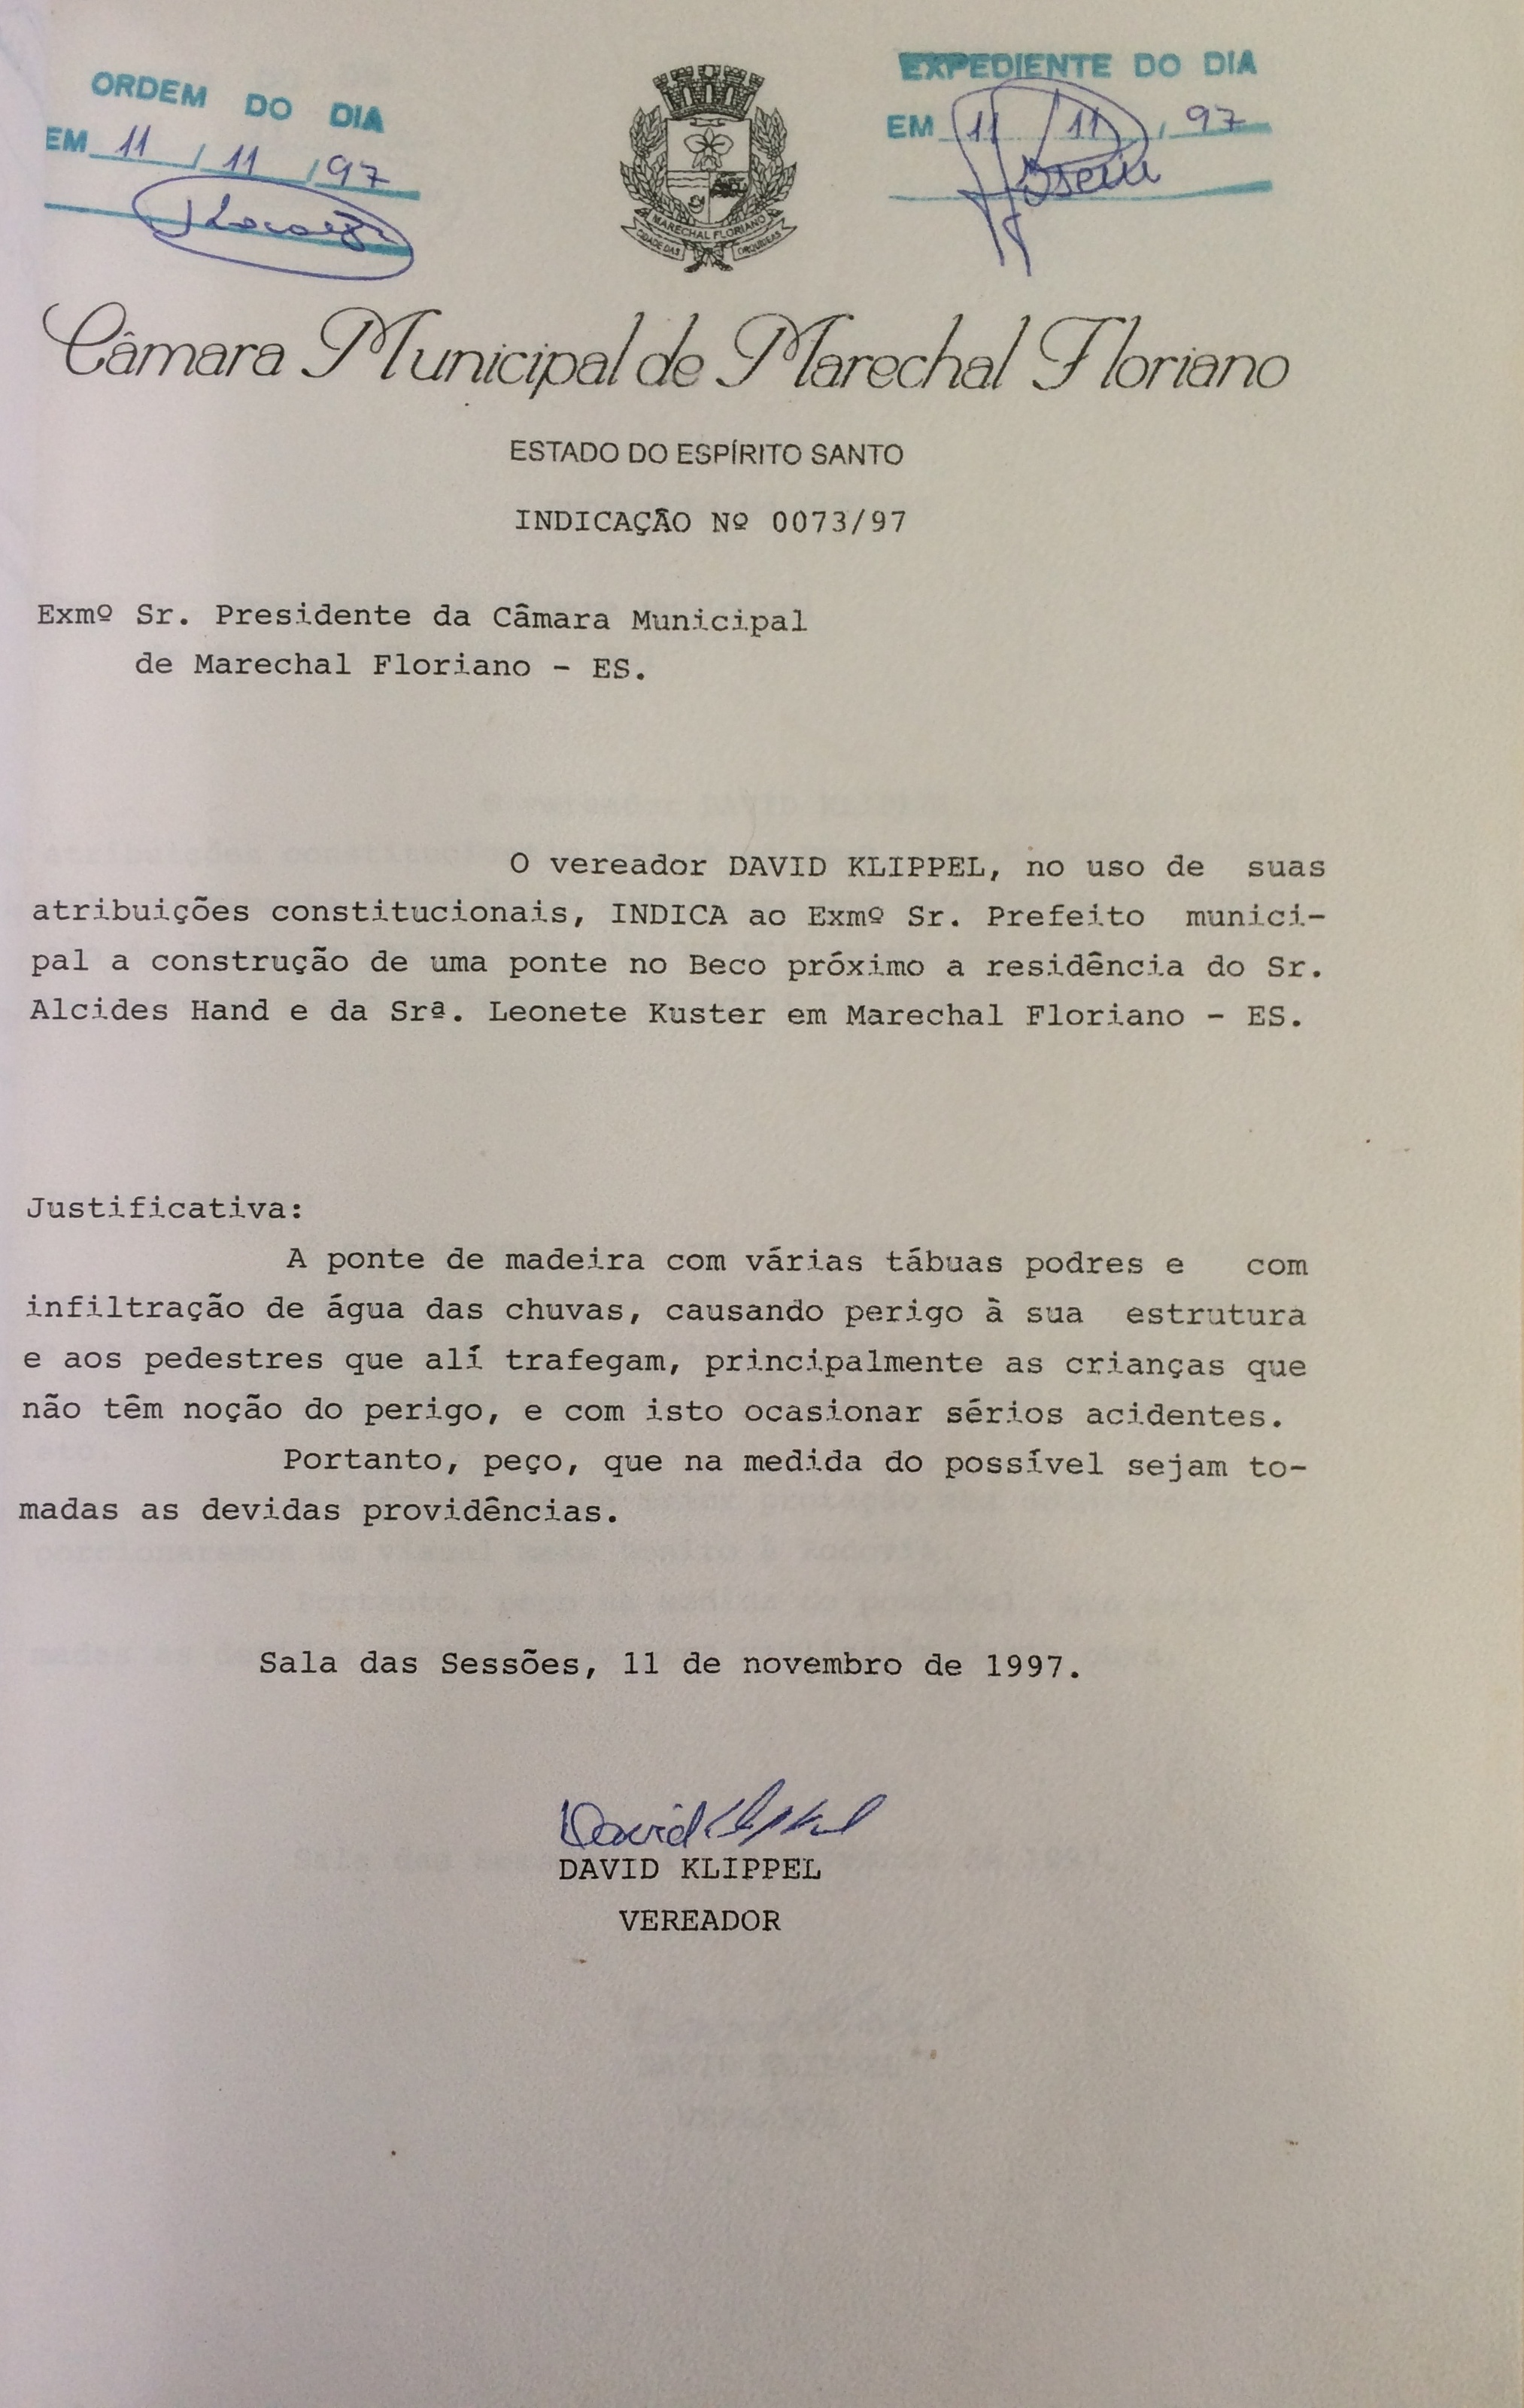 ORDEM DO DIA
EM 11 / 11 / 97
EXPEDIENTE DO DIA
EM 11 / 11 / 97
MARECHAL FLORIANO
CIDADE DAS ORQUÍDEAS
Câmara Municipal de Marechal Floriano
ESTADO DO ESPÍRITO SANTO
INDICAÇÃO Nº 0073/97
Exmº Sr. Presidente da Câmara Municipal
de Marechal Floriano - ES.
O vereador DAVID KLIPPEL, no uso de suas
atribuições constitucionais, INDICA ao Exmº Sr. Prefeito munici-
pal a construção de uma ponte no Beco próximo a residência do Sr.
Alcides Hand e da Srª. Leonete Kuster em Marechal Floriano - ES.
Justificativa:
A ponte de madeira com várias tábuas podres e com
infiltração de água das chuvas, causando perigo à sua estrutura
e aos pedestres que alí trafegam, principalmente as crianças que
não têm noção do perigo, e com isto ocasionar sérios acidentes.
Portanto, peço, que na medida do possível sejam to-
madas as devidas providências.
Sala das Sessões, 11 de novembro de 1997.
David Klippel
DAVID KLIPPEL
VEREADOR